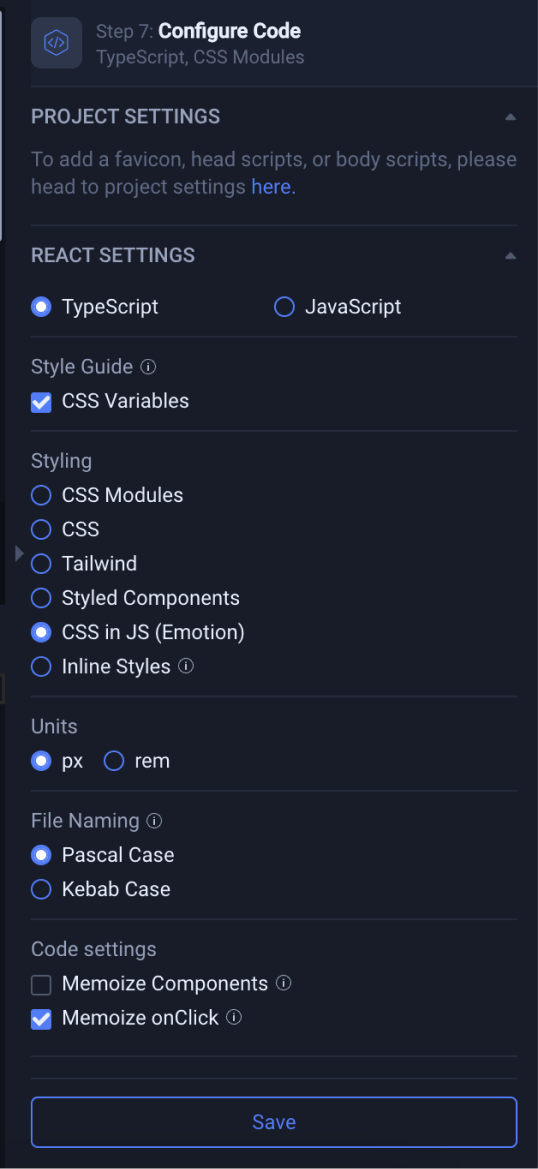 Step 7: Configure Code
TypeScript, CSS Modules
PROJECT SETTINGS
To add a favicon, head scripts, or body scripts, please
head to project settings here.
REACT SETTINGS
TypeScript JavaScript
Style Guide
CSS Variables
Styling
CSS Modules
CSS
Tailwind
Styled Components
CSS in JS (Emotion)
Inline Styles
Units
px rem
File Naming
Pascal Case
Kebab Case
Code settings
Memoize Components
Memoize onClick
Save